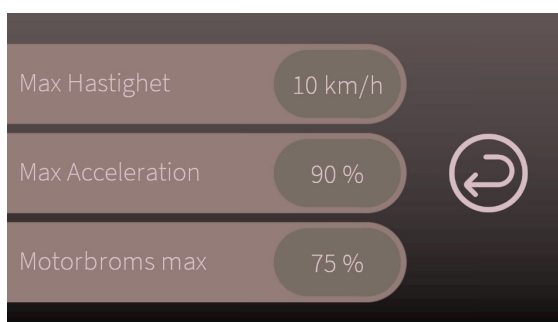 Max Hastighet 10 km/h
Max Acceleration 90 %
Motorbroms max 75 %